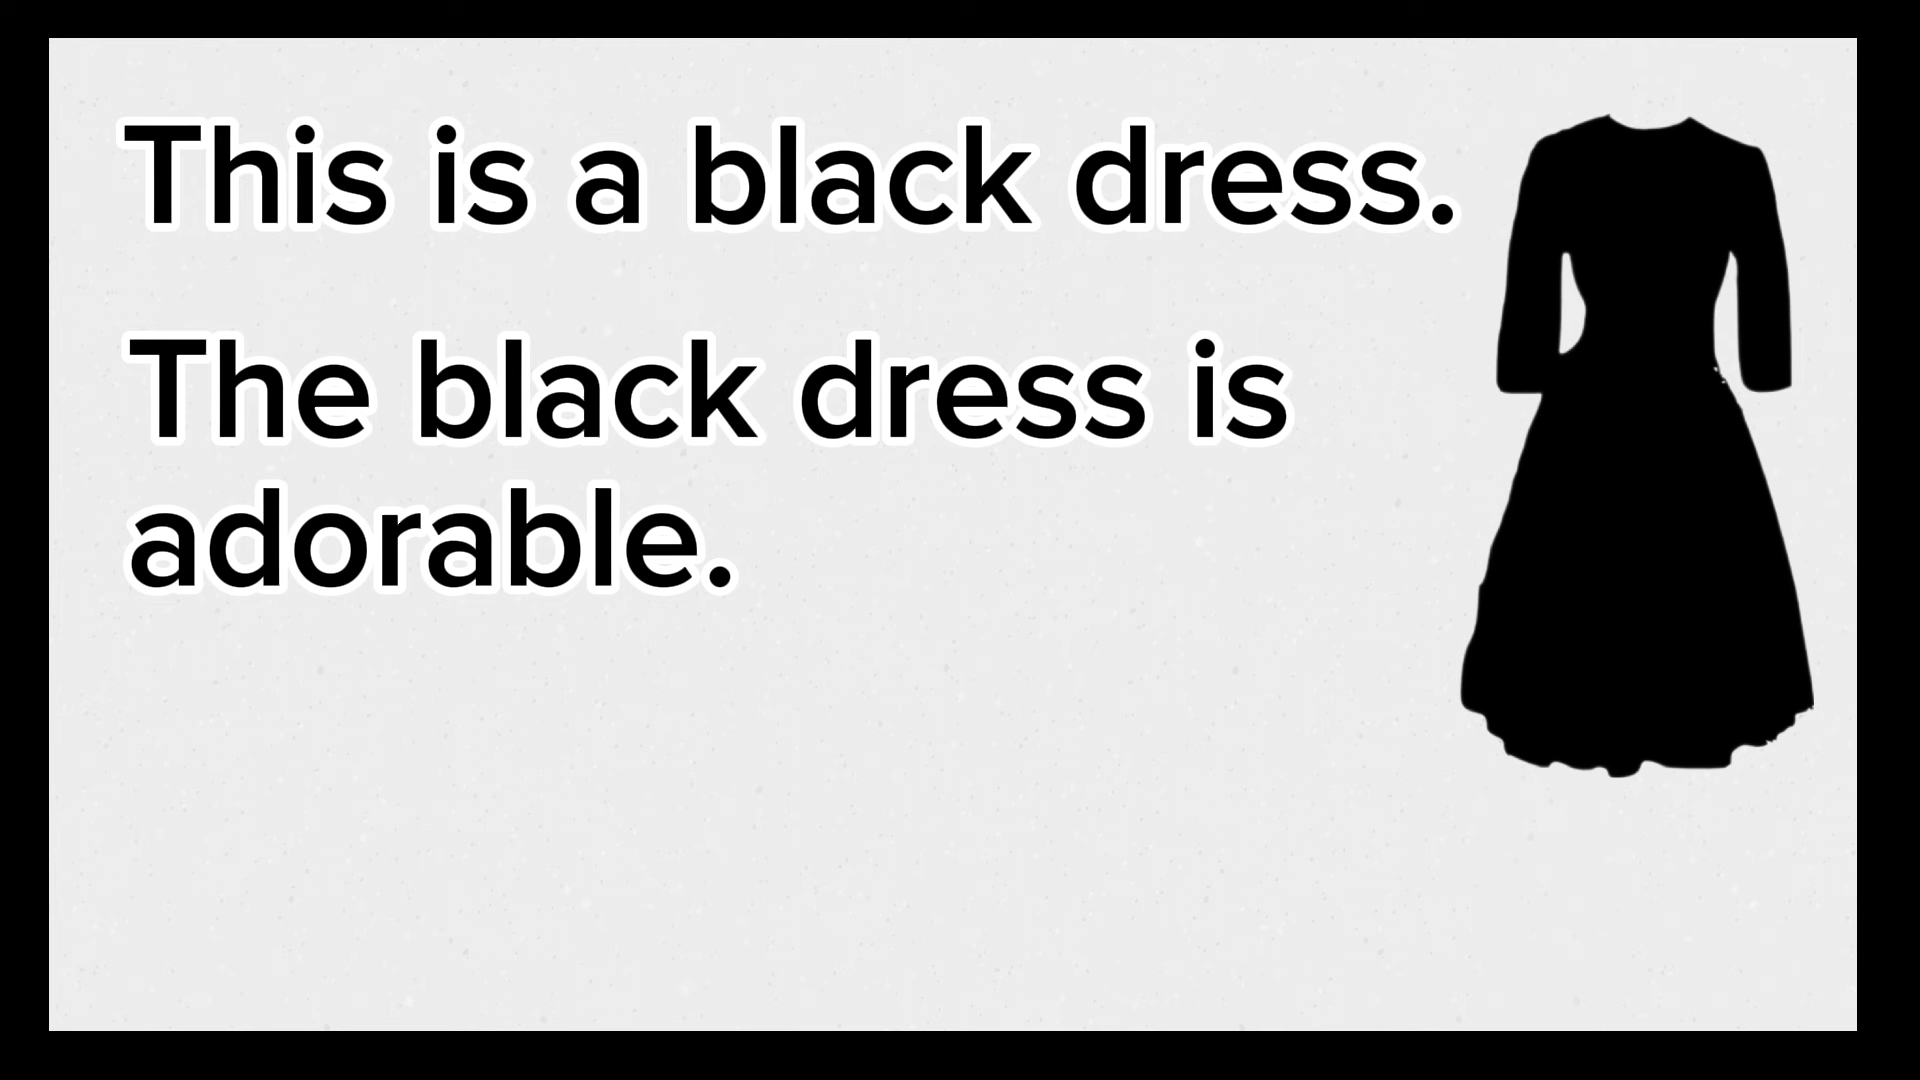 This is a black dress.
The black dress is
adorable.